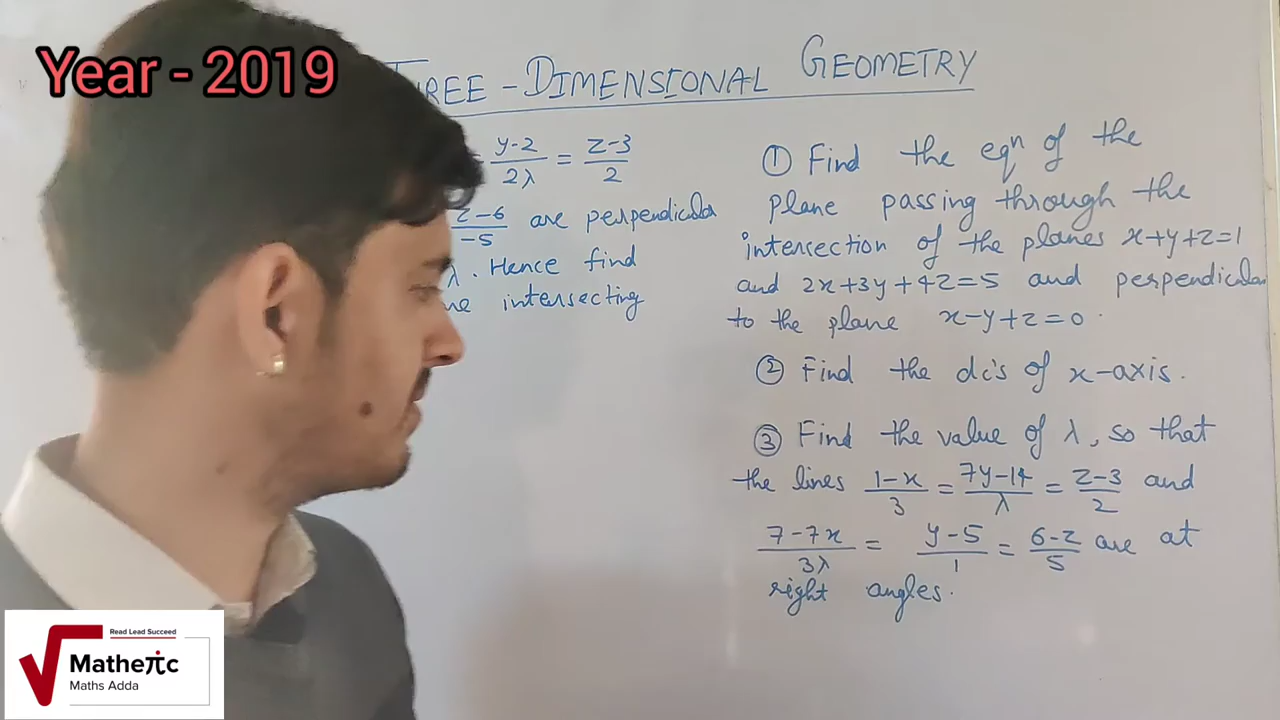 Year - 2019
THREE - DIMENSIONAL GEOMETRY
= y-2/2λ = z-3/2
z-6/-5 are perpendicular
λ. Hence find
intersecting
① Find the eqn of the
plane passing through the
intersection of the planes x+y+z=1
and 2x+3y+4z=5 and perpendicular
to the plane x-y+z=0.
② Find the dc's of x-axis.
③ Find the value of λ, so that
the lines 1-x/3 = 7y-14/λ = z-3/2 and
7-7x/3λ = y-5/1 = 6-z/5 are at
right angles.
Read Lead Succeed
Matheπc
Maths Adda